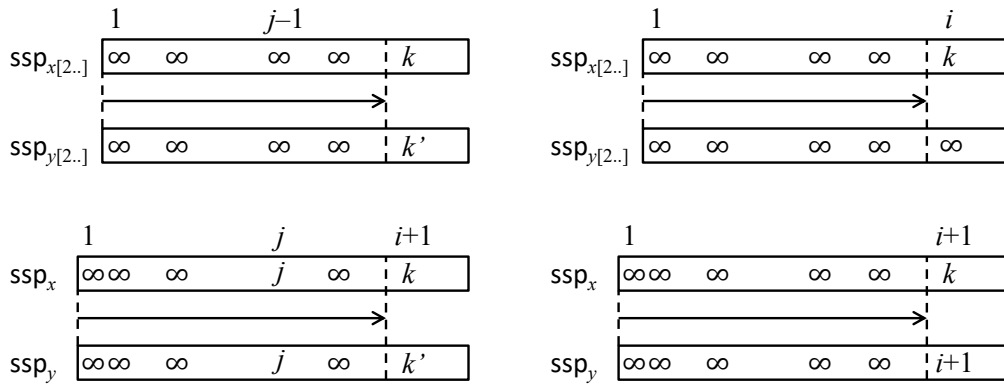 1 j–1
ssp_x[2..] ∞ ∞ ∞ ∞ k
ssp_y[2..] ∞ ∞ ∞ ∞ k’
1 i
ssp_x[2..] ∞ ∞ ∞ ∞ k
ssp_y[2..] ∞ ∞ ∞ ∞ ∞
1 j i+1
ssp_x ∞∞ ∞ j ∞ k
ssp_y ∞∞ ∞ j ∞ k’
1 i+1
ssp_x ∞∞ ∞ ∞ ∞ k
ssp_y ∞∞ ∞ ∞ ∞ i+1